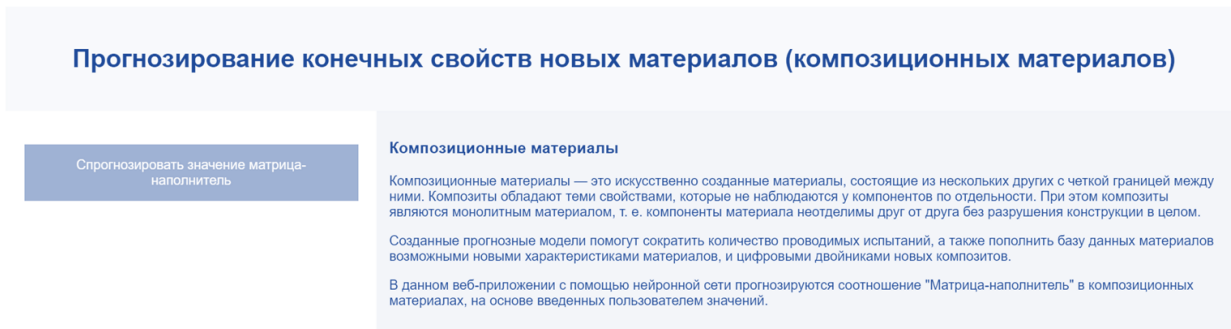 Прогнозирование конечных свойств новых материалов (композиционных материалов)
Спрогнозировать значение матрица-
наполнитель
Композиционные материалы
Композиционные материалы — это искусственно созданные материалы, состоящие из нескольких других с четкой границей между
ними. Композиты обладают теми свойствами, которые не наблюдаются у компонентов по отдельности. При этом композиты
являются монолитным материалом, т. е. компоненты материала неотделимы друг от друга без разрушения конструкции в целом.
Созданные прогнозные модели помогут сократить количество проводимых испытаний, а также пополнить базу данных материалов
возможными новыми характеристиками материалов, и цифровыми двойниками новых композитов.
В данном веб-приложении с помощью нейронной сети прогнозируются соотношение "Матрица-наполнитель" в композиционных
материалах, на основе введенных пользователем значений.